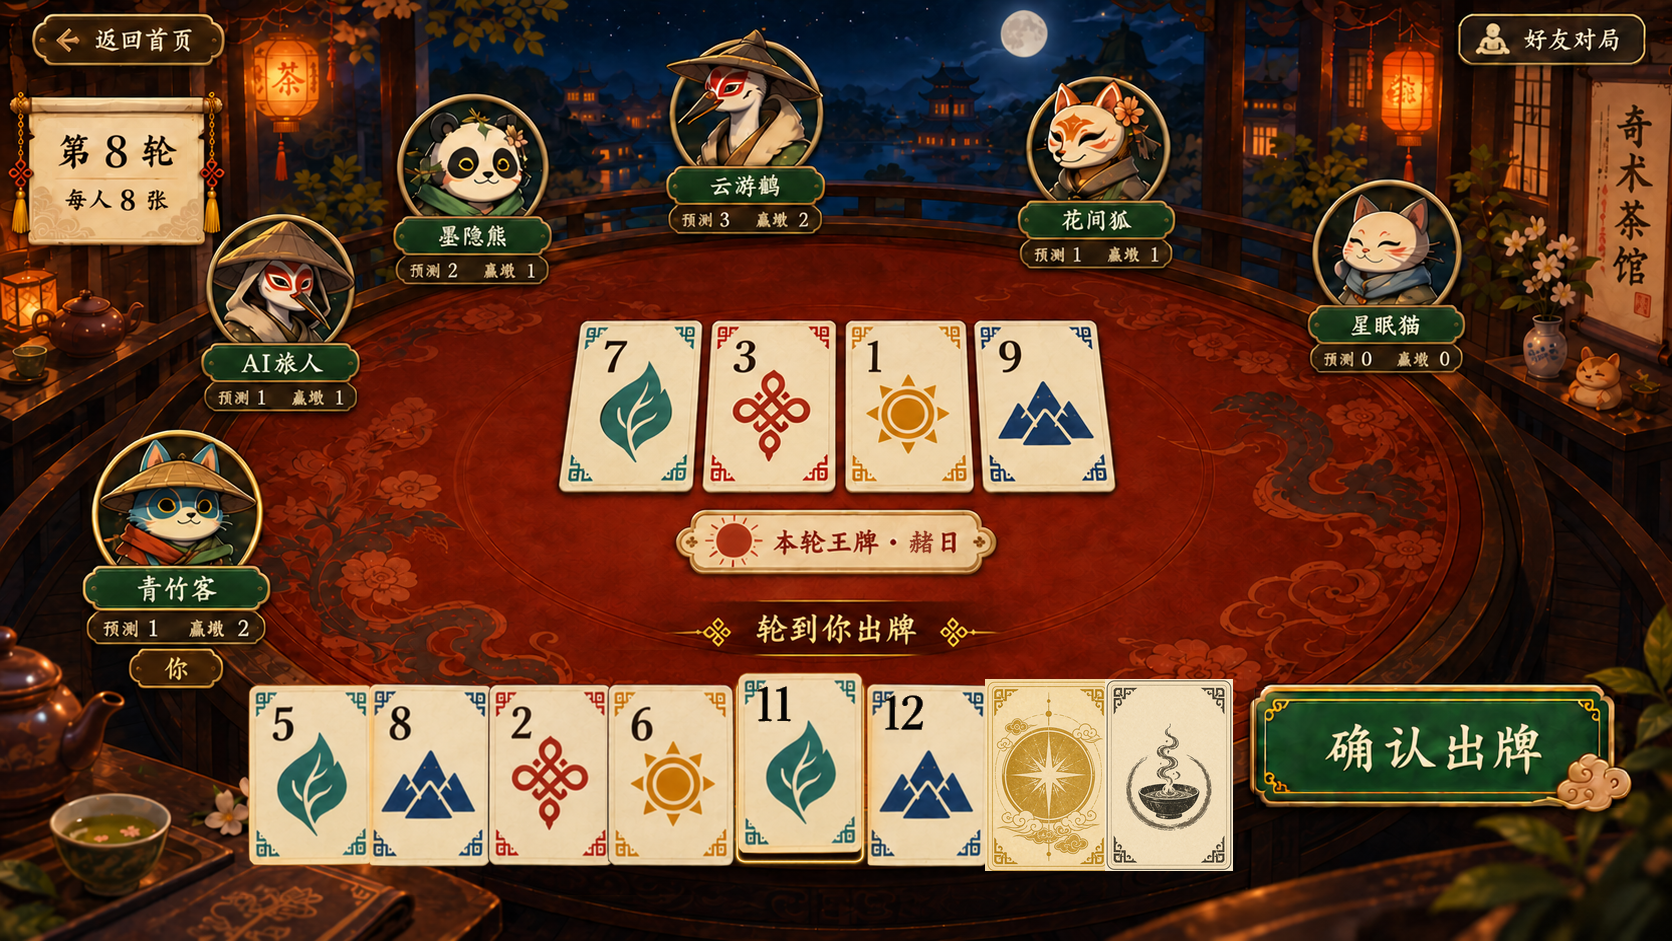 返回首页
好友对局
第 8 轮
每人 8 张
茶
奇术茶馆
云游鹤
预测 3 赢墩 2
墨隐熊
预测 2 赢墩 1
花间狐
预测 1 赢墩 1
星眠猫
预测 0 赢墩 0
AI旅人
预测 1 赢墩 1
青竹客
预测 1 赢墩 2
你
7
3
1
9
本轮王牌·赭日
轮到你出牌
5
8
2
6
11
12
确认出牌